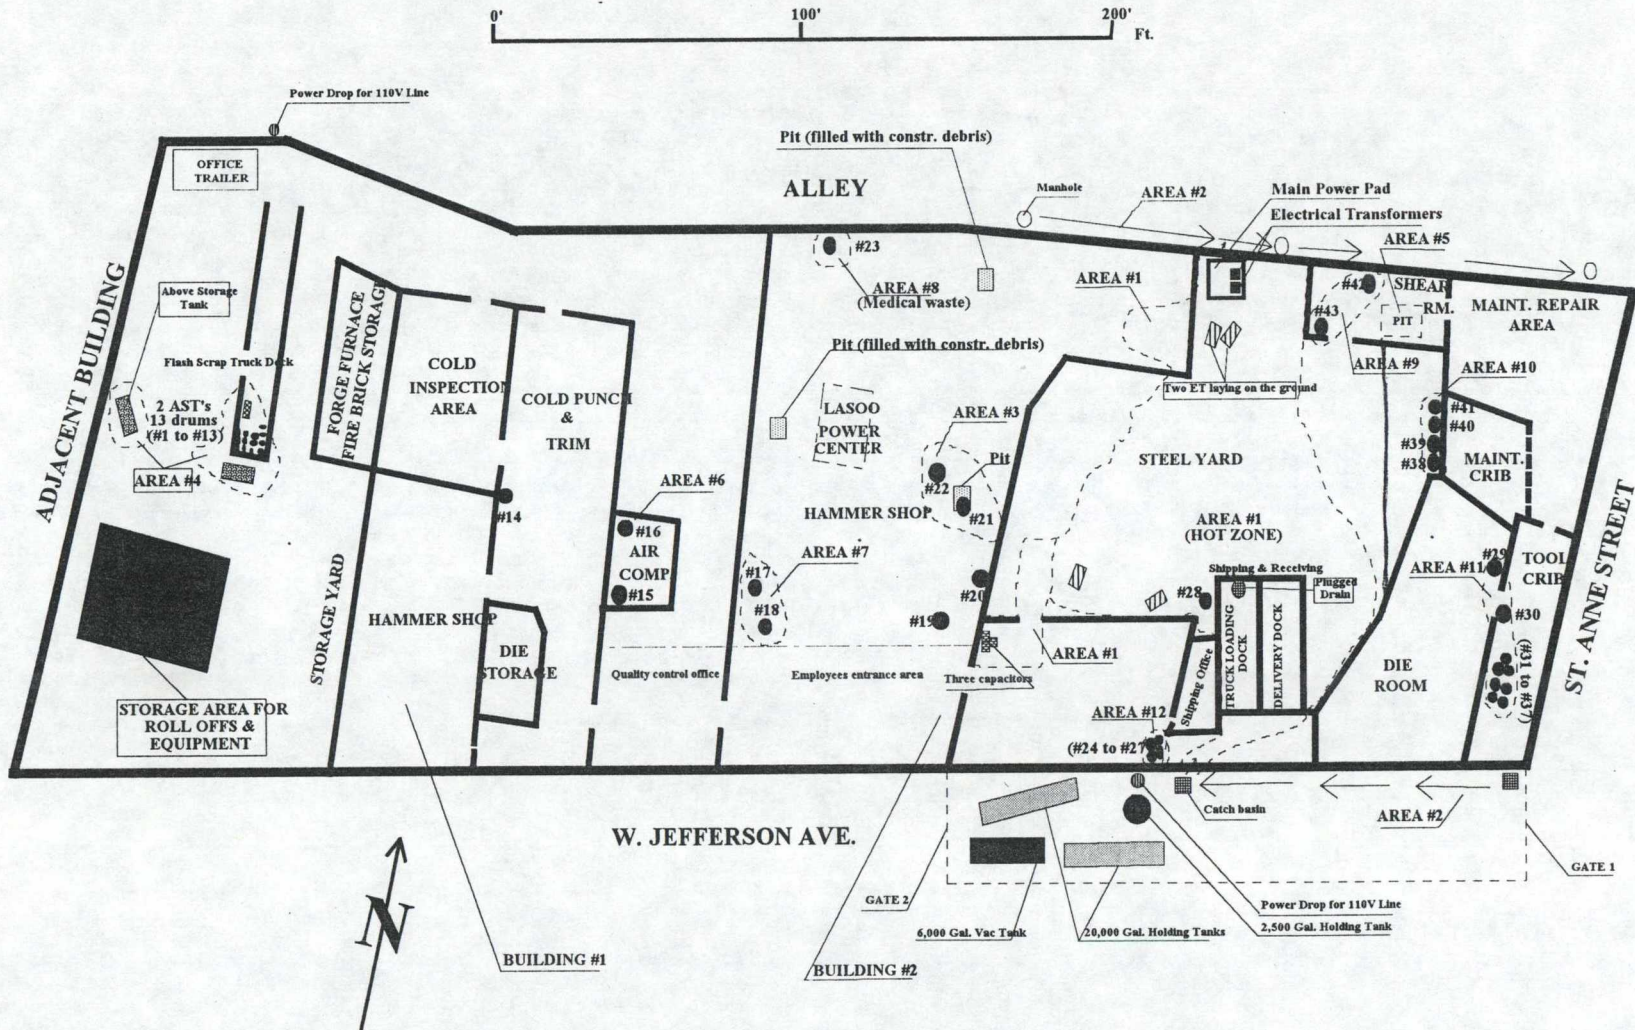 0'
100'
200'
Ft.
Power Drop for 110V Line
OFFICE
TRAILER
Pit (filled with constr. debris)
ALLEY
Manhole
AREA #2
Main Power Pad
Electrical Transformers
AREA #5
#23
AREA #8
(Medical waste)
AREA #1
#42
SHEAR
RM.
MAINT. REPAIR
AREA
#43
PIT
ADJACENT BUILDING
Above Storage
Tank
Flash Scrap Truck Dock
2 AST's
13 drums
(#1 to #13)
AREA #4
FORGE FURNACE
FIRE BRICK STORAGE
COLD
INSPECTION
AREA
COLD PUNCH
&
TRIM
Pit (filled with constr. debris)
LASOO
POWER
CENTER
AREA #3
Pit
#22
#21
HAMMER SHOP
Two ET laying on the ground
AREA #9
AREA #10
#41
#40
#39
#38
MAINT.
CRIB
STEEL YARD
AREA #1
(HOT ZONE)
#14
AREA #6
#16
AIR
COMP.
#15
AREA #7
#17
#18
#20
#19
Shipping & Receiving
Plugged
Drain
#28
TRUCK LOADING
DOCK
DELIVERY DOCK
AREA #11
#29
TOOL
CRIB
#30
(#31 to #37)
ST. ANNE STREET
STORAGE YARD
HAMMER SHOP
DIE
STORAGE
Quality control office
Employees entrance area
Three capacitors
AREA #1
Shipping Office
DIE
ROOM
STORAGE AREA FOR
ROLL OFFS &
EQUIPMENT
AREA #12
(#24 to #27
Catch basin
AREA #2
W. JEFFERSON AVE.
GATE 1
GATE 2
Power Drop for 110V Line
6,000 Gal. Vac Tank
20,000 Gal. Holding Tanks
2,500 Gal. Holding Tank
N
BUILDING #1
BUILDING #2